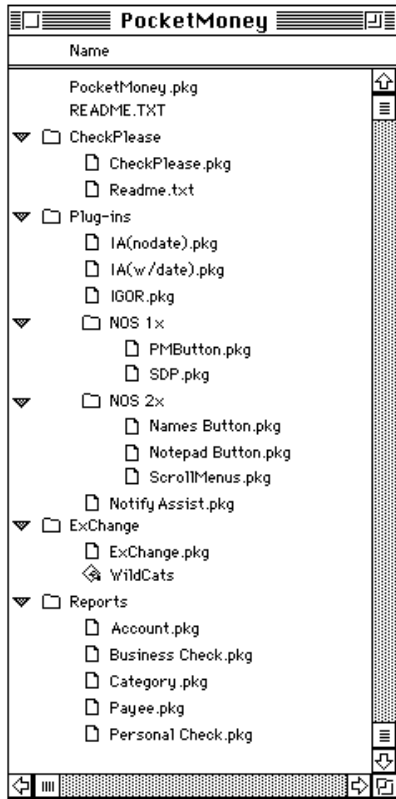 PocketMoney
Name
PocketMoney.pkg
README.TXT
CheckPlease
CheckPlease.pkg
Readme.txt
Plug-ins
IA(nodate).pkg
IA(w/date).pkg
IGOR.pkg
NOS 1x
PMButton.pkg
SDP.pkg
NOS 2x
Names Button.pkg
Notepad Button.pkg
ScrollMenus.pkg
Notify Assist.pkg
ExChange
ExChange.pkg
WildCats
Reports
Account.pkg
Business Check.pkg
Category.pkg
Payee.pkg
Personal Check.pkg